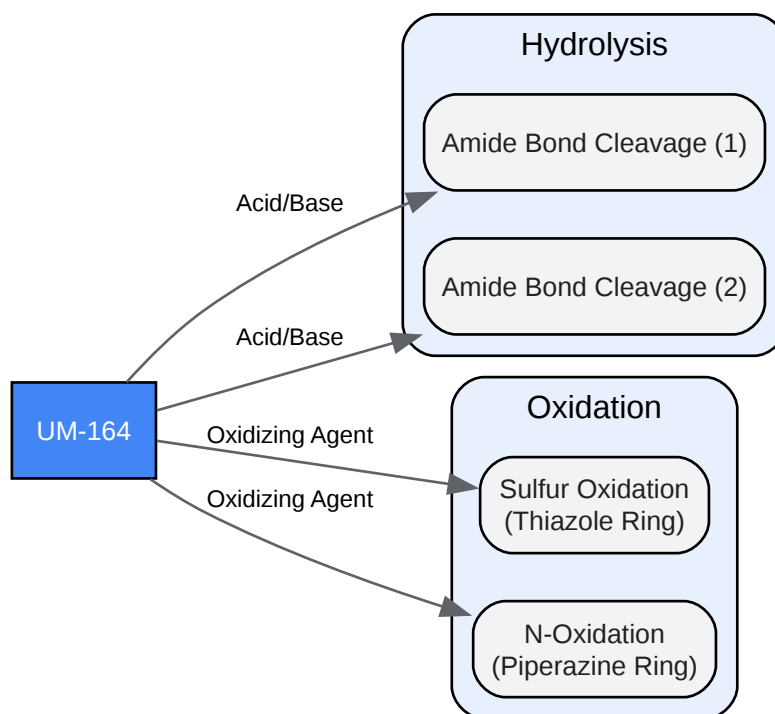 Hydrolysis
Amide Bond Cleavage (1)
Acid/Base
Amide Bond Cleavage (2)
Acid/Base
UM-164
Oxidation
Oxidizing Agent
Sulfur Oxidation
(Thiazole Ring)
Oxidizing Agent
N-Oxidation
(Piperazine Ring)